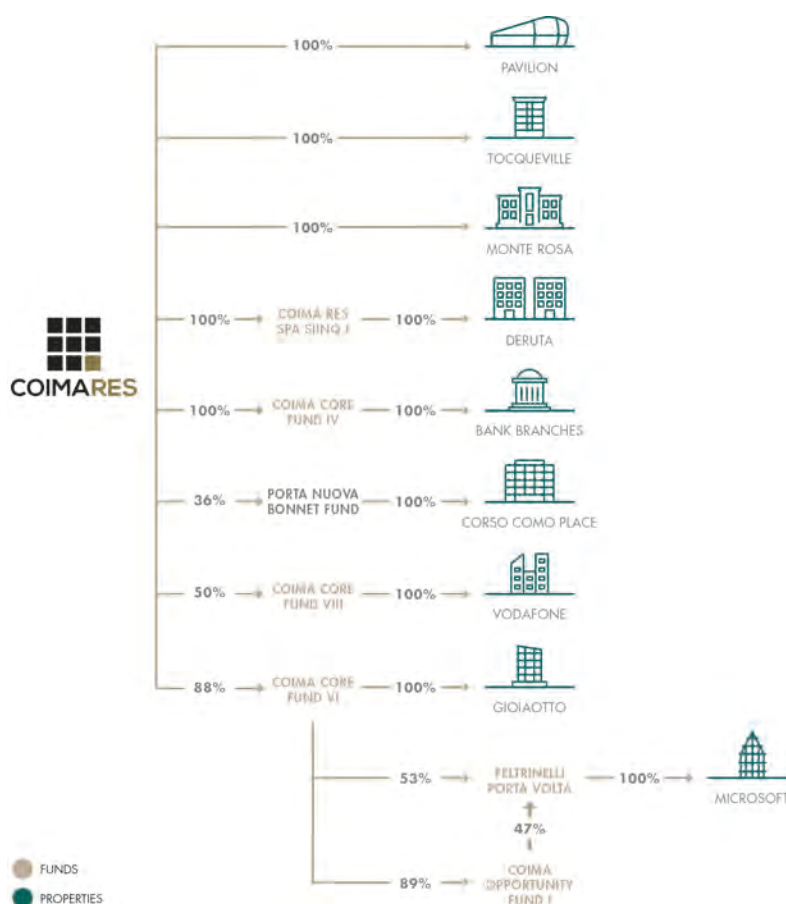 100%
PAVILION
100%
TOCQUEVILLE
100%
MONTE ROSA
COIMARES
100%
COIMA RES
SPA SIINQ I
100%
DERUTA
100%
COIMA CORE
FUND IV
100%
BANK BRANCHES
36%
PORTA NUOVA
BONNET FUND
100%
CORSO COMO PLACE
50%
COIMA CORE
FUND VIII
100%
VODAFONE
88%
COIMA CORE
FUND VI
100%
GIOIAOTTO
53%
FELTRINELLI
PORTA VOLTA
100%
MICROSOFT
47%
89%
COIMA
OPPORTUNITY
FUND I
FUNDS
PROPERTIES